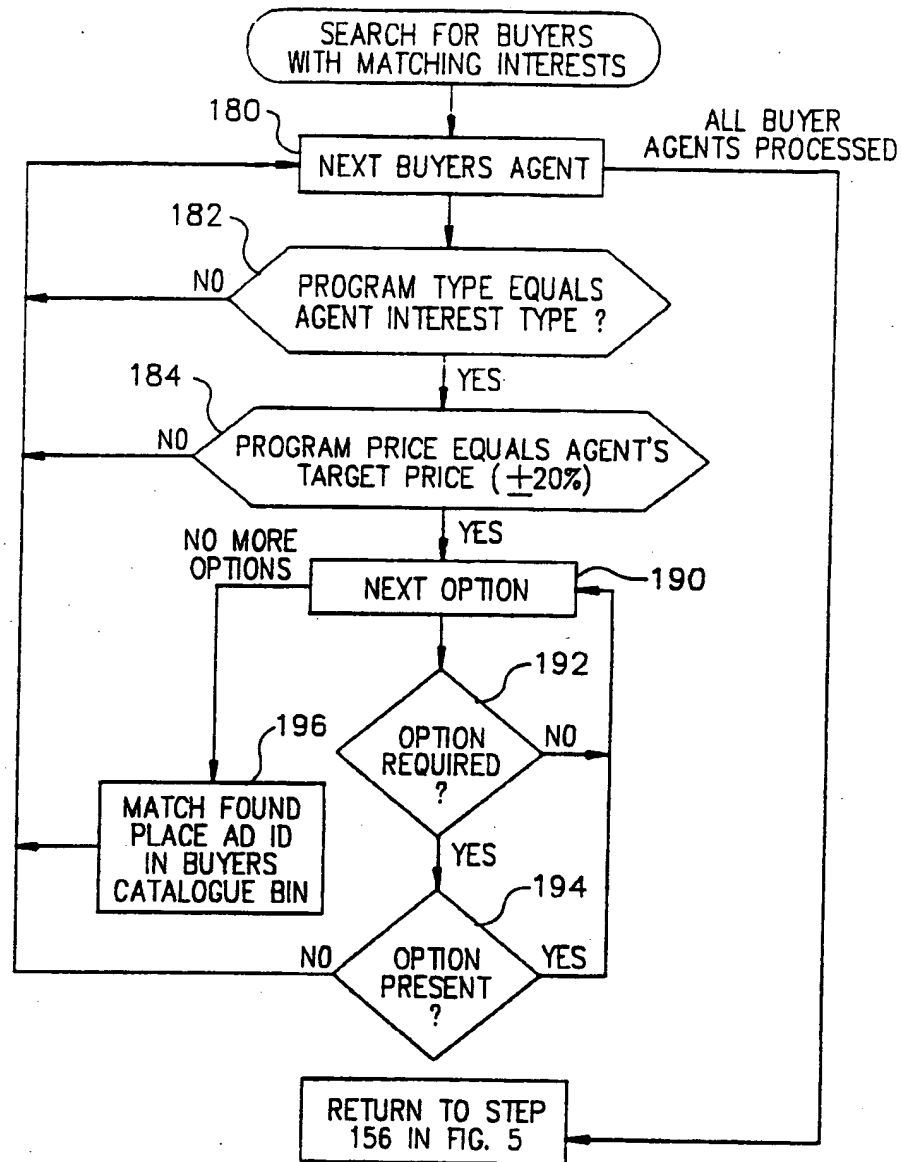 SEARCH FOR BUYERS
WITH MATCHING INTERESTS
180
ALL BUYER
AGENTS PROCESSED
NEXT BUYERS AGENT
182
NO
PROGRAM TYPE EQUALS
AGENT INTEREST TYPE ?
YES
184
NO
PROGRAM PRICE EQUALS AGENT'S
TARGET PRICE (±20%)
YES
NO MORE
OPTIONS
NEXT OPTION
190
192
OPTION
REQUIRED
?
NO
196
MATCH FOUND
PLACE AD ID
IN BUYERS
CATALOGUE BIN
YES
194
NO
OPTION
PRESENT
?
YES
RETURN TO STEP
156 IN FIG. 5